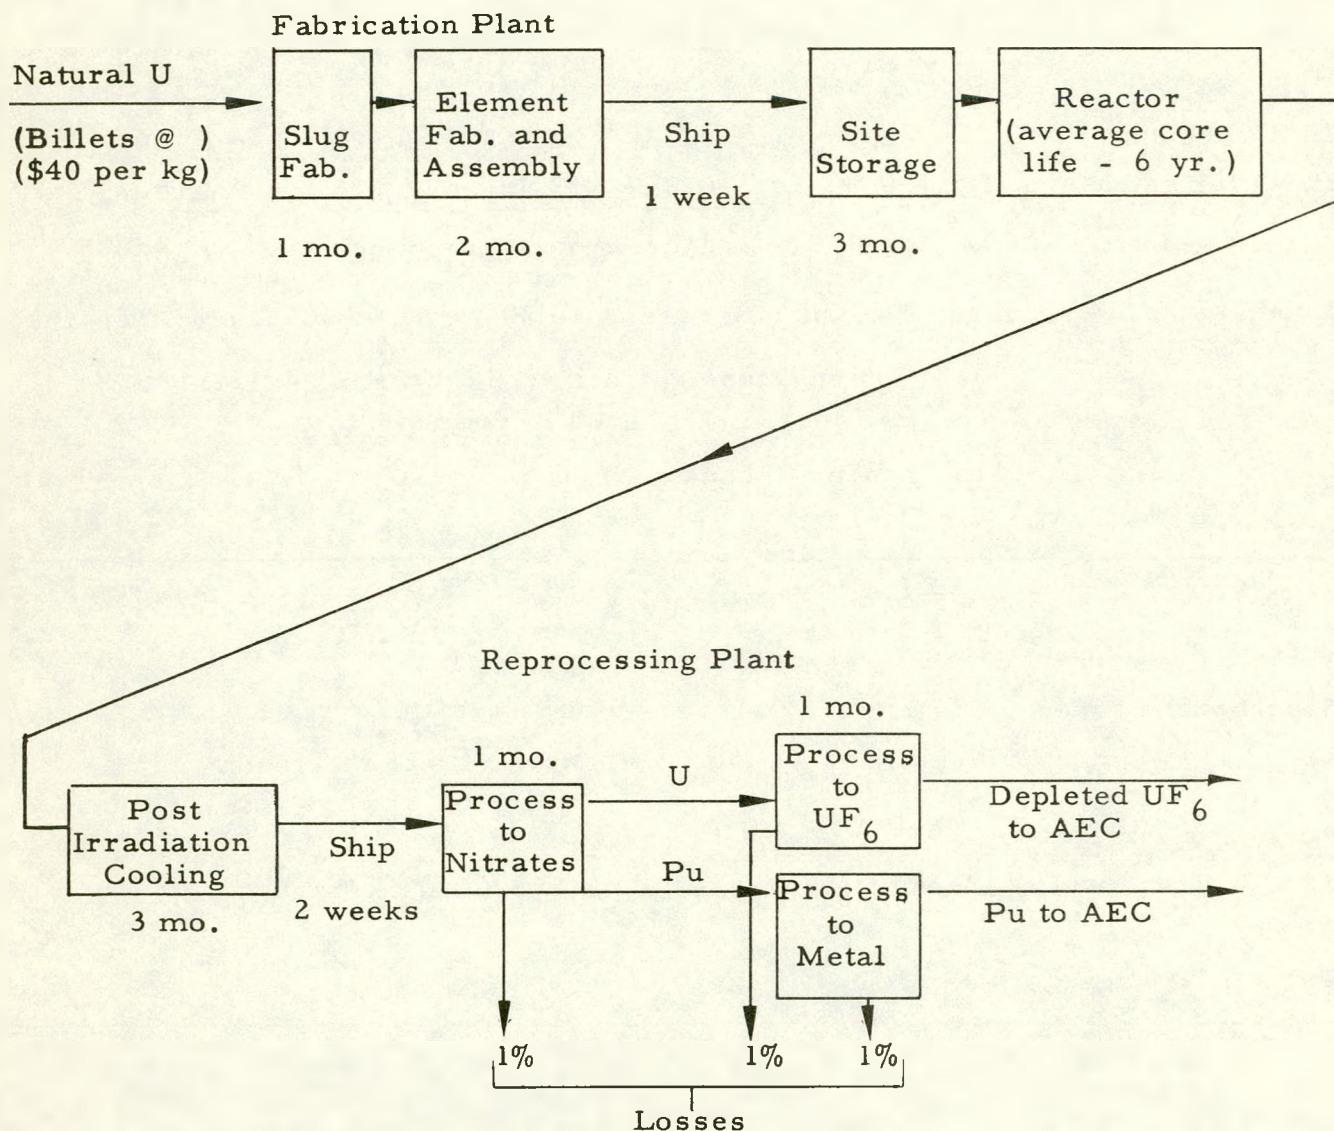 Fabrication Plant
Natural U
(Billets @ )
($40 per kg)
Slug
Fab.
1 mo.
Element
Fab. and
Assembly
2 mo.
Ship
1 week
Site
Storage
3 mo.
Reactor
(average core
life - 6 yr.)
Reprocessing Plant
Post
Irradiation
Cooling
3 mo.
Ship
2 weeks
1 mo.
Process
to
Nitrates
U
Pu
1 mo.
Process
to
UF6
Depleted UF6
to AEC
Process
to
Metal
Pu to AEC
1%
1%
1%
Losses